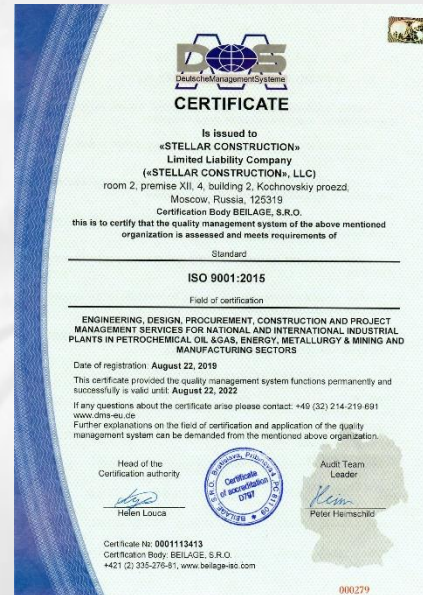 DMS
DeutscheManagementSysteme
CERTIFICATE
Is issued to
«STELLAR CONSTRUCTION»
Limited Liability Company
(«STELLAR CONSTRUCTION», LLC)
room 2, premise XII, 4, building 2, Kochnovskiy proezd,
Moscow, Russia, 125319
Certification Body BEILAGE, S.R.O.
this is to certify that the quality management system of the above mentioned
organization is assessed and meets requirements of
Standard
ISO 9001:2015
Field of certification
ENGINEERING, DESIGN, PROCUREMENT, CONSTRUCTION AND PROJECT
MANAGEMENT SERVICES FOR NATIONAL AND INTERNATIONAL INDUSTRIAL
PLANTS IN PETROCHEMICAL OIL &GAS, ENERGY, METALLURGY & MINING AND
MANUFACTURING SECTORS
Date of registration: August 22, 2019
This certificate provided the quality management system functions permanently and
successfully is valid until: August 22, 2022
If any questions about the certificate arise please contact: +49 (32) 214-219-691
www.dms-eu.de
Further explanations on the field of certification and application of the quality
management system can be demanded from the mentioned above organization.
Head of the
Certification authority
Helen Louca
BEILAGE, S.R.O. Bratislava, Pribinova 4, PC 811 09
Certificate
of accreditation
D797
Audit Team
Leader
Peter Heimschild
Certificate №: 0001113413
Certification Body: BEILAGE, S.R.O.
+421 (2) 335-276-81, www.beilage-iso.com
000279